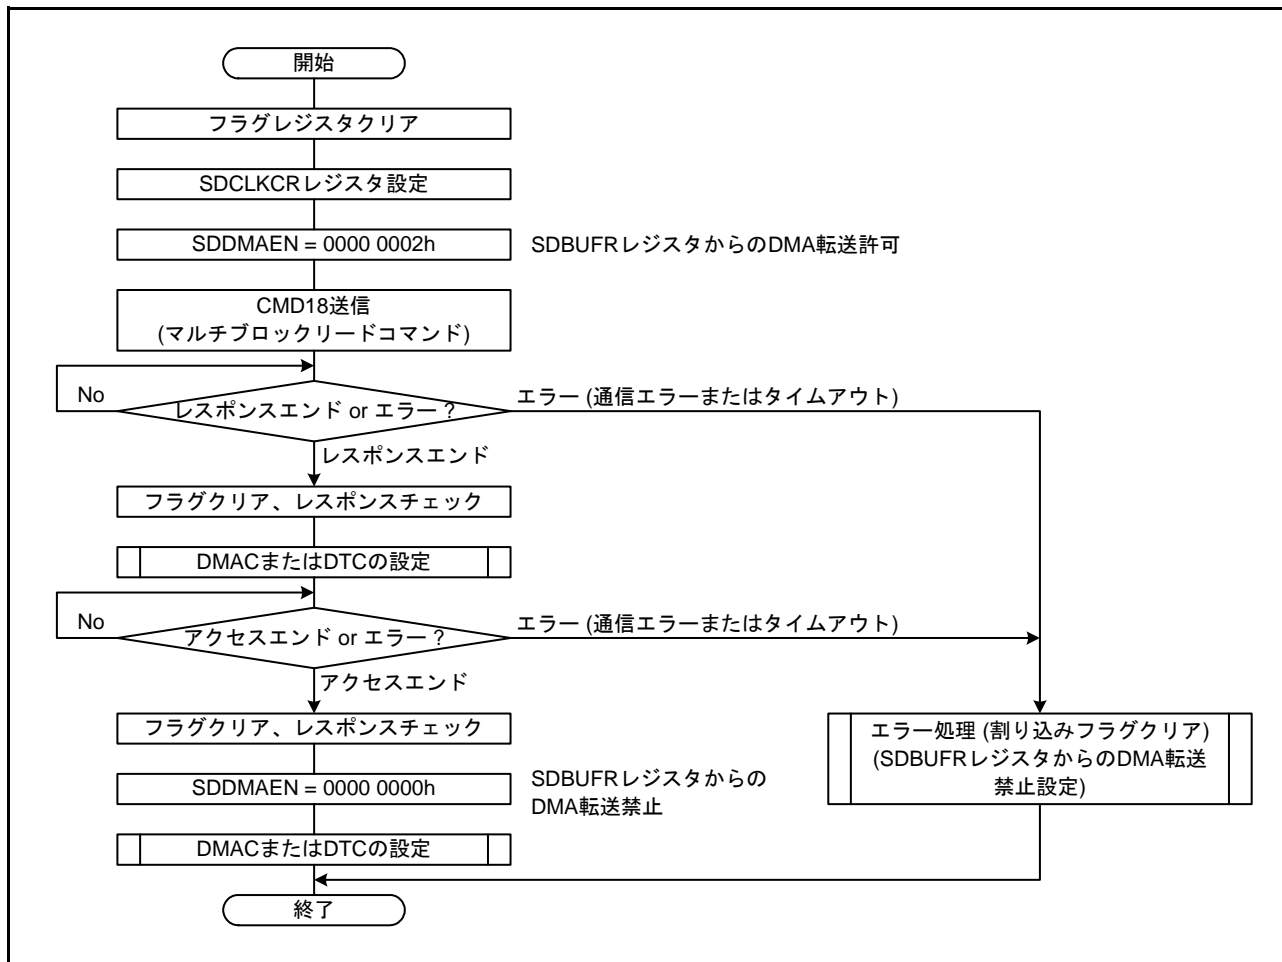 開始
フラグレジスタクリア
SDCLKCRレジスタ設定
SDDMAEN = 0000 0002h
SDBUFRレジスタからのDMA転送許可
CMD18送信
(マルチブロックリードコマンド)
No
レスポンスエンド or エラー ?
エラー (通信エラーまたはタイムアウト)
レスポンスエンド
フラグクリア、レスポンスチェック
DMACまたはDTCの設定
No
アクセスエンド or エラー ?
エラー (通信エラーまたはタイムアウト)
アクセスエンド
フラグクリア、レスポンスチェック
SDDMAEN = 0000 0000h
SDBUFRレジスタからの
DMA転送禁止
エラー処理 (割り込みフラグクリア)
(SDBUFRレジスタからのDMA転送
禁止設定)
DMACまたはDTCの設定
終了